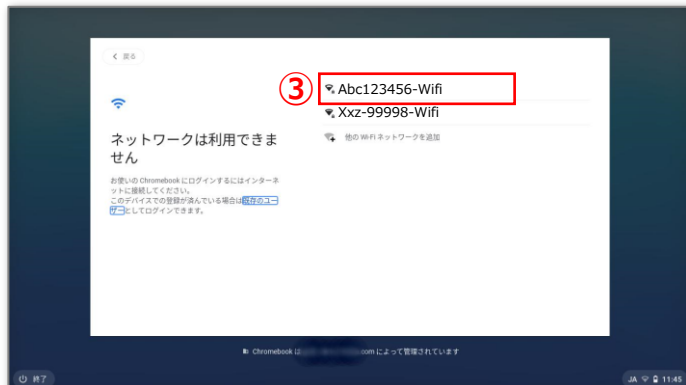 戻る
③
Abc123456-Wifi
Xxz-99998-Wifi
他の Wi-Fi ネットワークを追加
ネットワークは利用できま
せん
お使いの Chromebook にログインするにはインターネ
ットに接続してください。
このデバイスでの登録が済んでいる場合は既存のユー
ザーとしてログインできます。
Chromebook は com によって管理されています
終了
JA 11:45